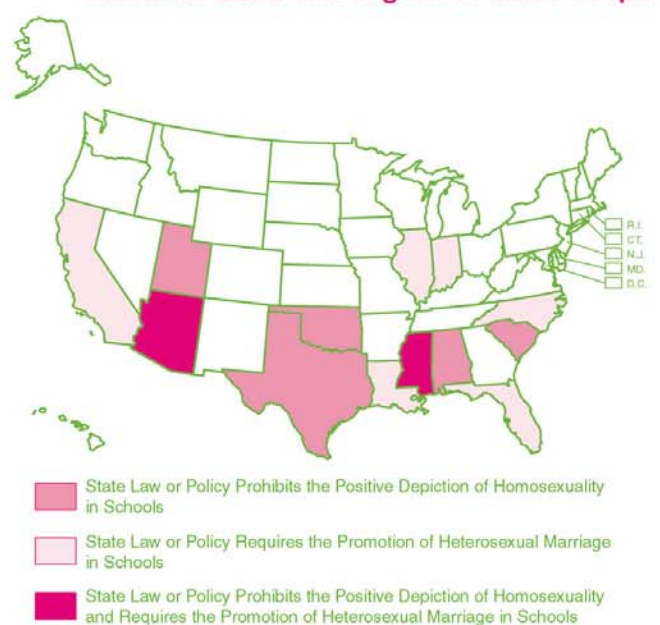 R.I.
CT.
N.J.
MD.
D.C.
State Law or Policy Prohibits the Positive Depiction of Homosexuality
in Schools
State Law or Policy Requires the Promotion of Heterosexual Marriage
in Schools
State Law or Policy Prohibits the Positive Depiction of Homosexuality
and Requires the Promotion of Heterosexual Marriage in Schools